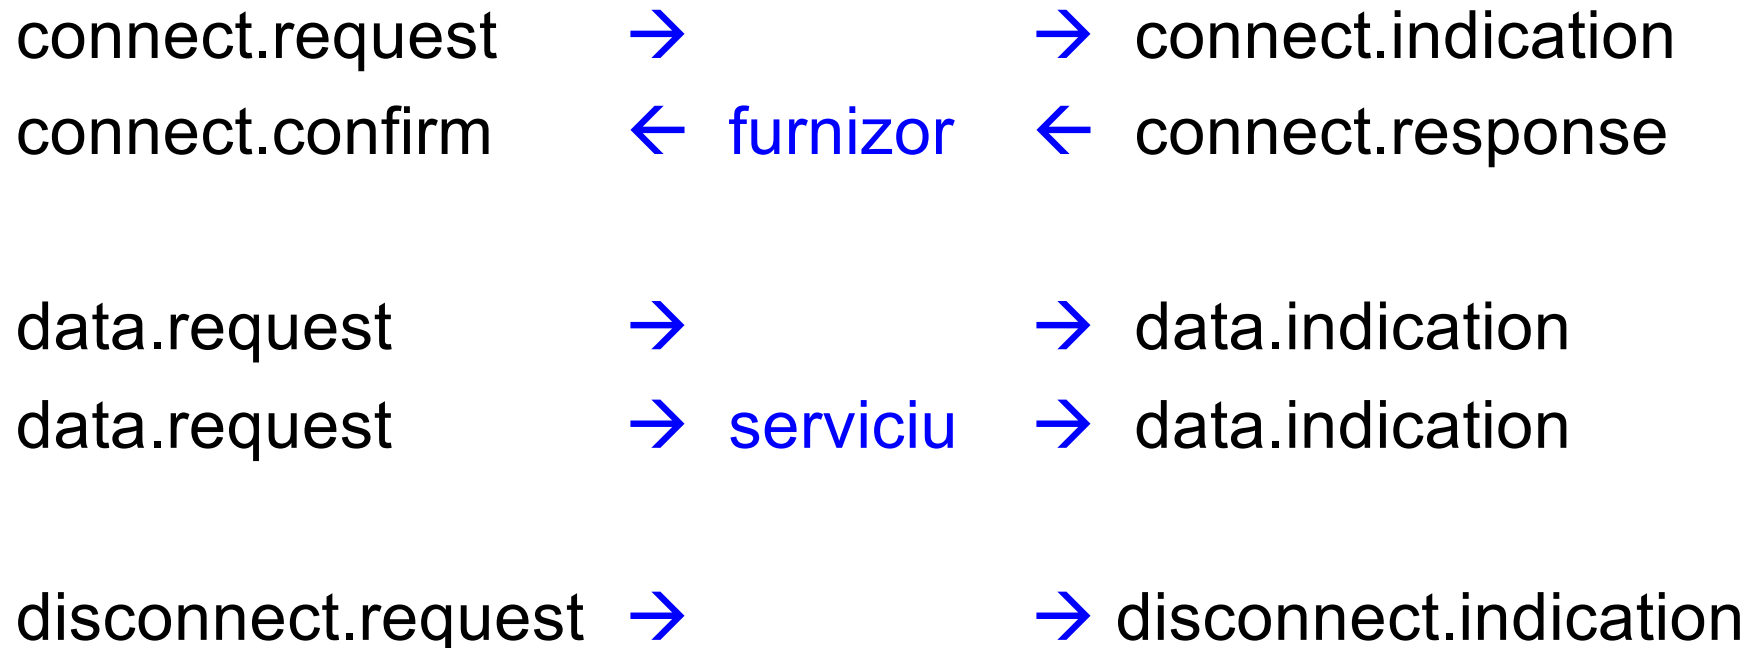 connect.request → → connect.indication
connect.confirm ← furnizor ← connect.response
data.request → → data.indication
data.request → serviciu → data.indication
disconnect.request → → disconnect.indication